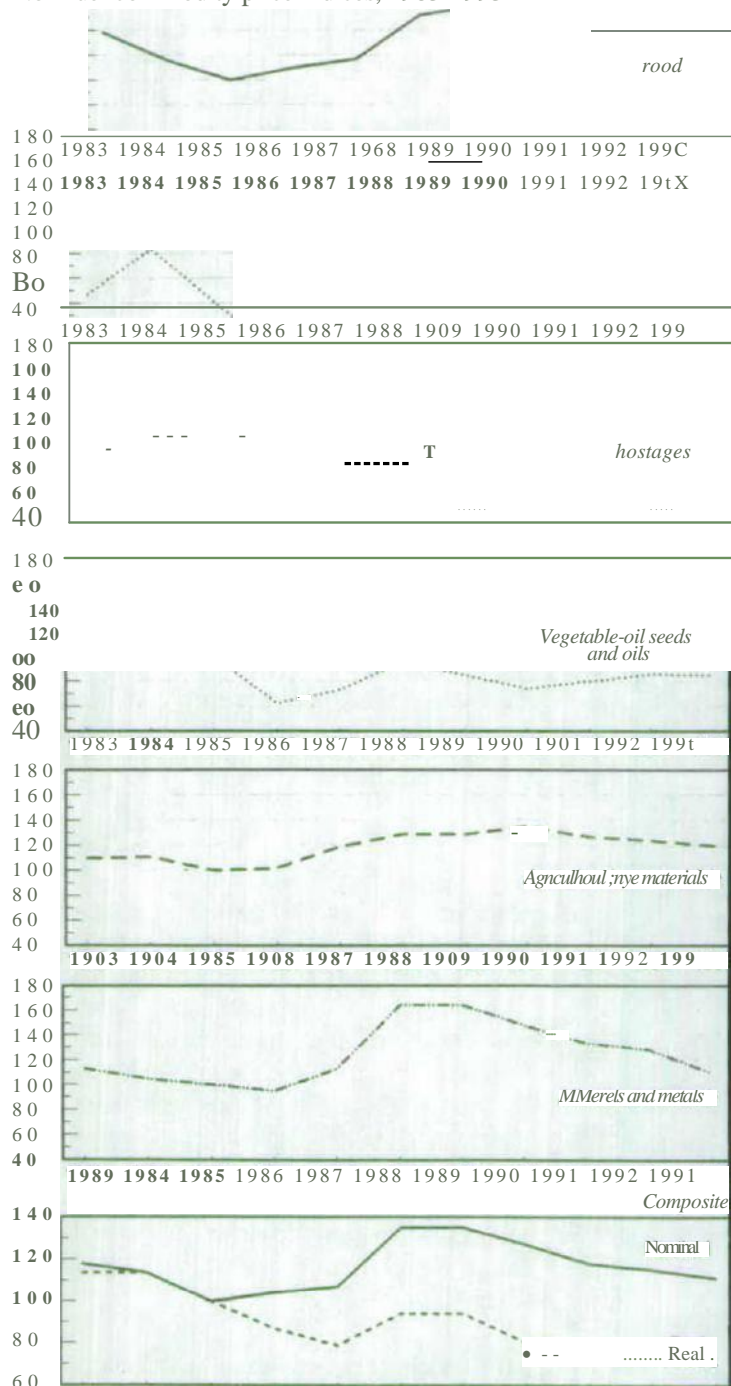 rood
180
1983 1984 1985 1986 1987 1968 1989 1990 1991 1992 199C
160
140 1983 1984 1985 1986 1987 1988 1989 1990 1991 1992 19tX
120
100
80
Bo
40
1983 1984 1985 1986 1987 1988 1909 1990 1991 1992 199
180
100
140
120
100 T hostages
80
60
40
180
eo
140
120
Vegetable-oil seeds
and oils
oo
80
eo
40
1983 1984 1985 1986 1987 1988 1989 1990 1901 1992 199t
180
160
140
120
100
Agnculhoul ;nye materials
80
60
40
1903 1904 1985 1908 1987 1988 1909 1990 1991 1992 199
180
160
140
120
100
MMerels and metals
80
60
40
1989 1984 1985 1986 1987 1988 1989 1990 1991 1992 1991
Composite
140
Nominal
120
100
80
• -- ........ Real .
60